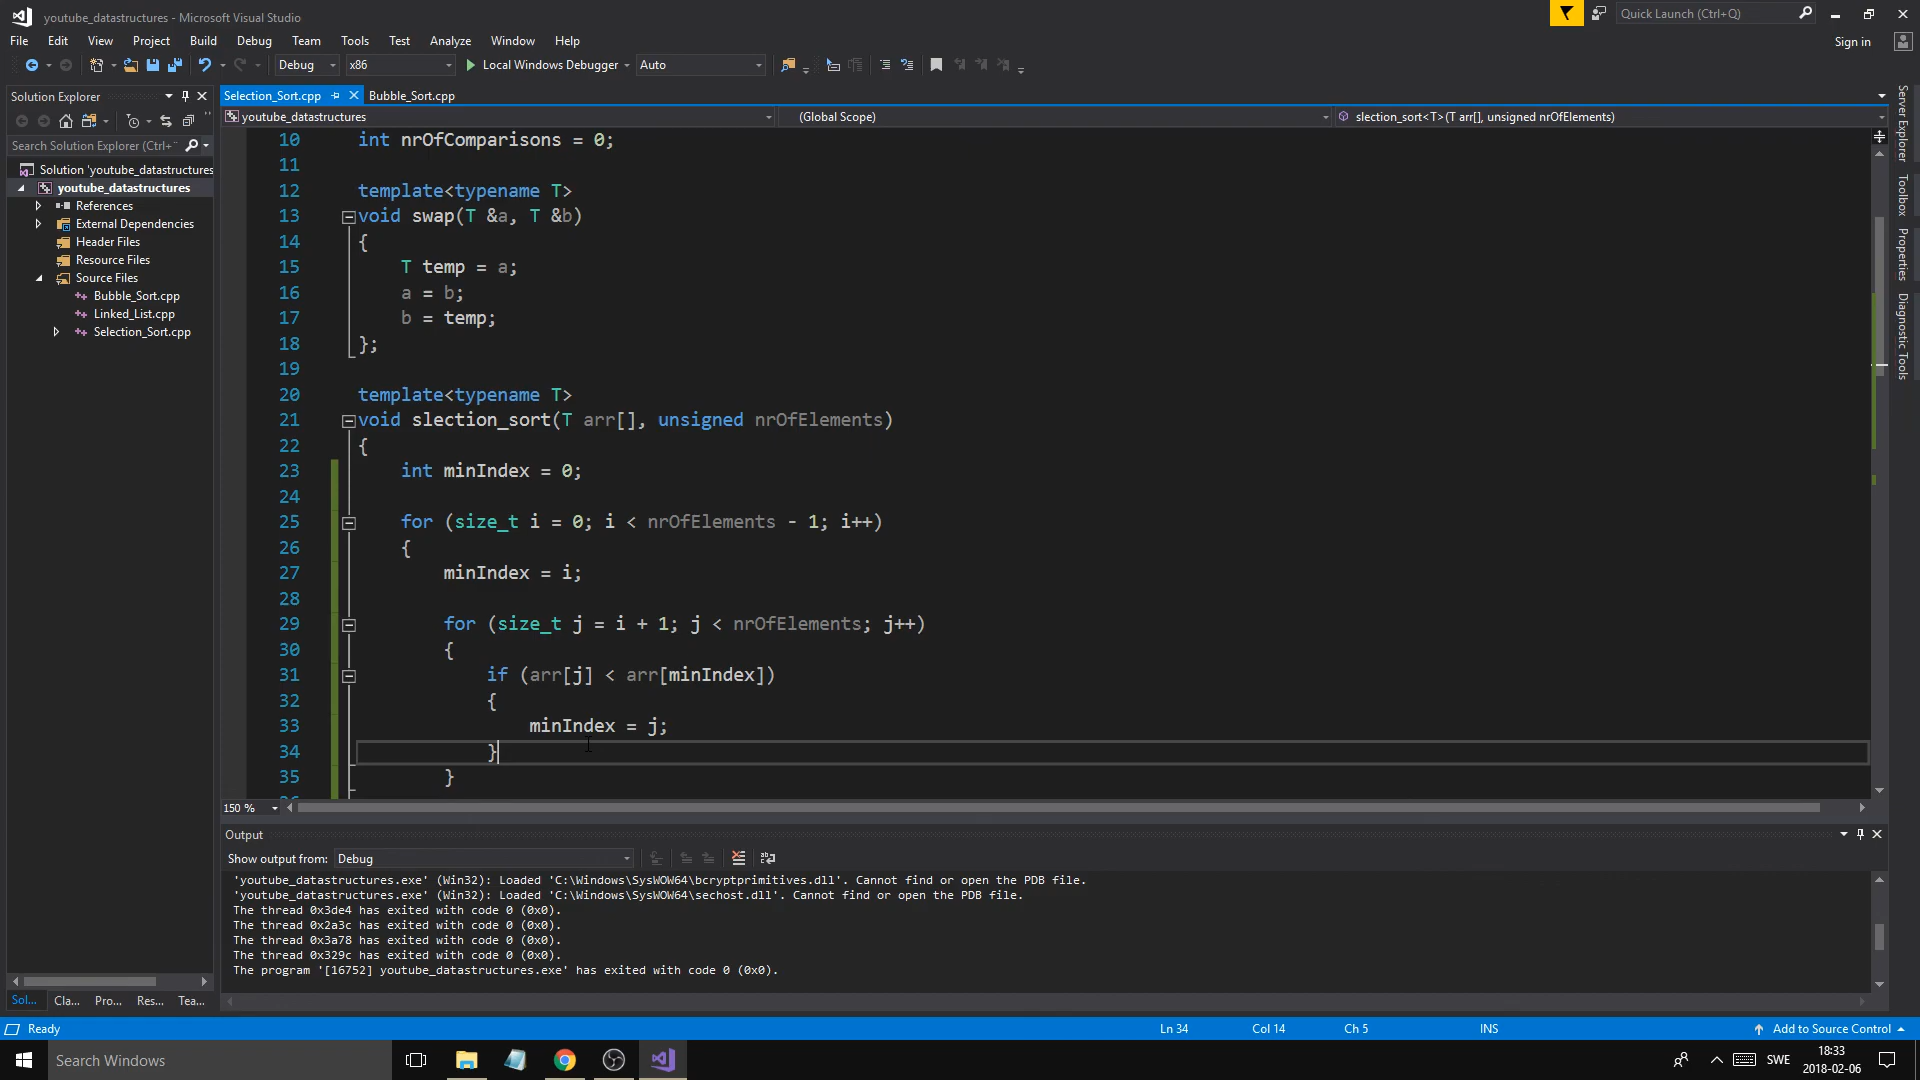 youtube_datastructures - Microsoft Visual Studio
Quick Launch (Ctrl+Q)
File Edit View Project Build Debug Team Tools Test Analyze Window Help
Sign in
Debug x86 Local Windows Debugger Auto
Solution Explorer
Search Solution Explorer (Ctrl+
Solution 'youtube_datastructures
youtube_datastructures
References
External Dependencies
Header Files
Resource Files
Source Files
Bubble_Sort.cpp
Linked_List.cpp
Selection_Sort.cpp
Sol... Cla... Pro... Res... Tea...
Selection_Sort.cpp Bubble_Sort.cpp
youtube_datastructures (Global Scope) slection_sort<T>(T arr[], unsigned nrOfElements)
10 int nrOfComparisons = 0;
11
12 template<typename T>
13 void swap(T &a, T &b)
14 {
15 T temp = a;
16 a = b;
17 b = temp;
18 };
19
20 template<typename T>
21 void slection_sort(T arr[], unsigned nrOfElements)
22 {
23 int minIndex = 0;
24
25 for (size_t i = 0; i < nrOfElements - 1; i++)
26 {
27 minIndex = i;
28
29 for (size_t j = i + 1; j < nrOfElements; j++)
30 {
31 if (arr[j] < arr[minIndex])
32 {
33 minIndex = j;
34 }
35 }
150 %
Output
Show output from: Debug
'youtube_datastructures.exe' (Win32): Loaded 'C:\Windows\SysWOW64\bcryptprimitives.dll'. Cannot find or open the PDB file.
'youtube_datastructures.exe' (Win32): Loaded 'C:\Windows\SysWOW64\sechost.dll'. Cannot find or open the PDB file.
The thread 0x3de4 has exited with code 0 (0x0).
The thread 0x2a3c has exited with code 0 (0x0).
The thread 0x3a78 has exited with code 0 (0x0).
The thread 0x329c has exited with code 0 (0x0).
The program '[16752] youtube_datastructures.exe' has exited with code 0 (0x0).
Server Explorer
Toolbox
Properties
Diagnostic Tools
Ready Ln 34 Col 14 Ch 5 INS Add to Source Control
Search Windows
SWE
18:33
2018-02-06